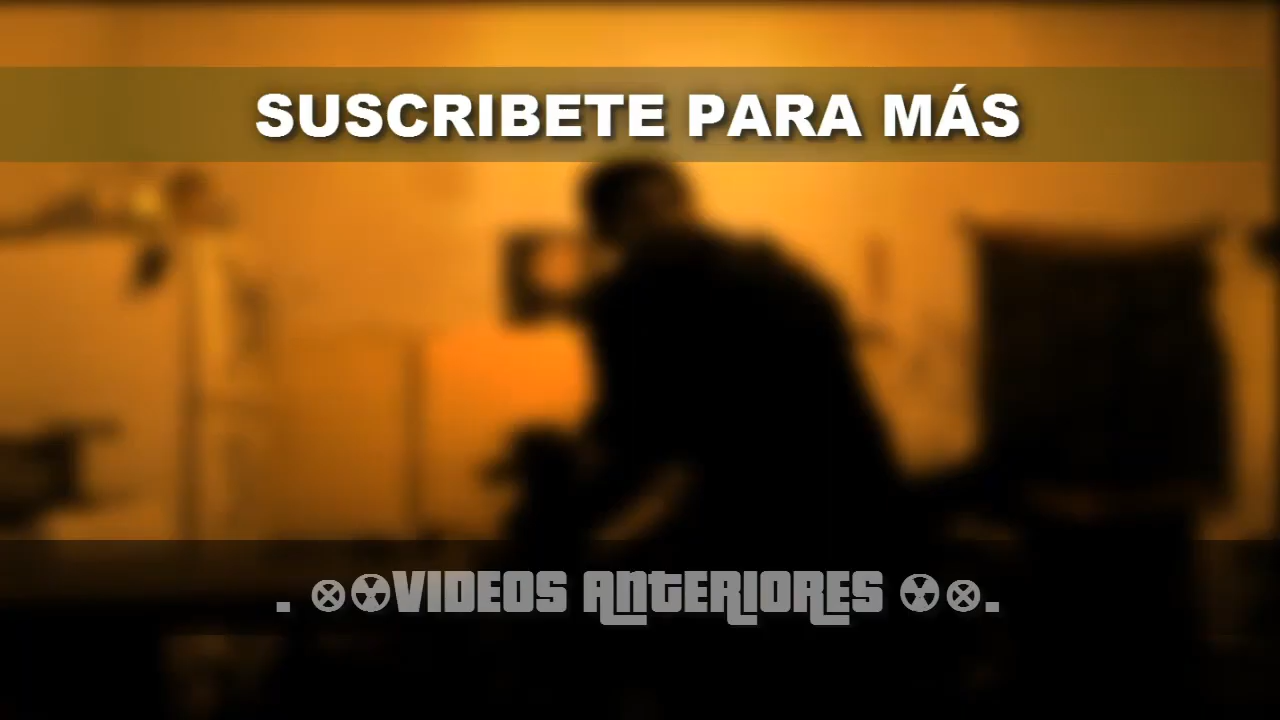 SUSCRIBETE PARA MÁS
. ⊗☢VIDEOS ANTERIORES ☢⊗.